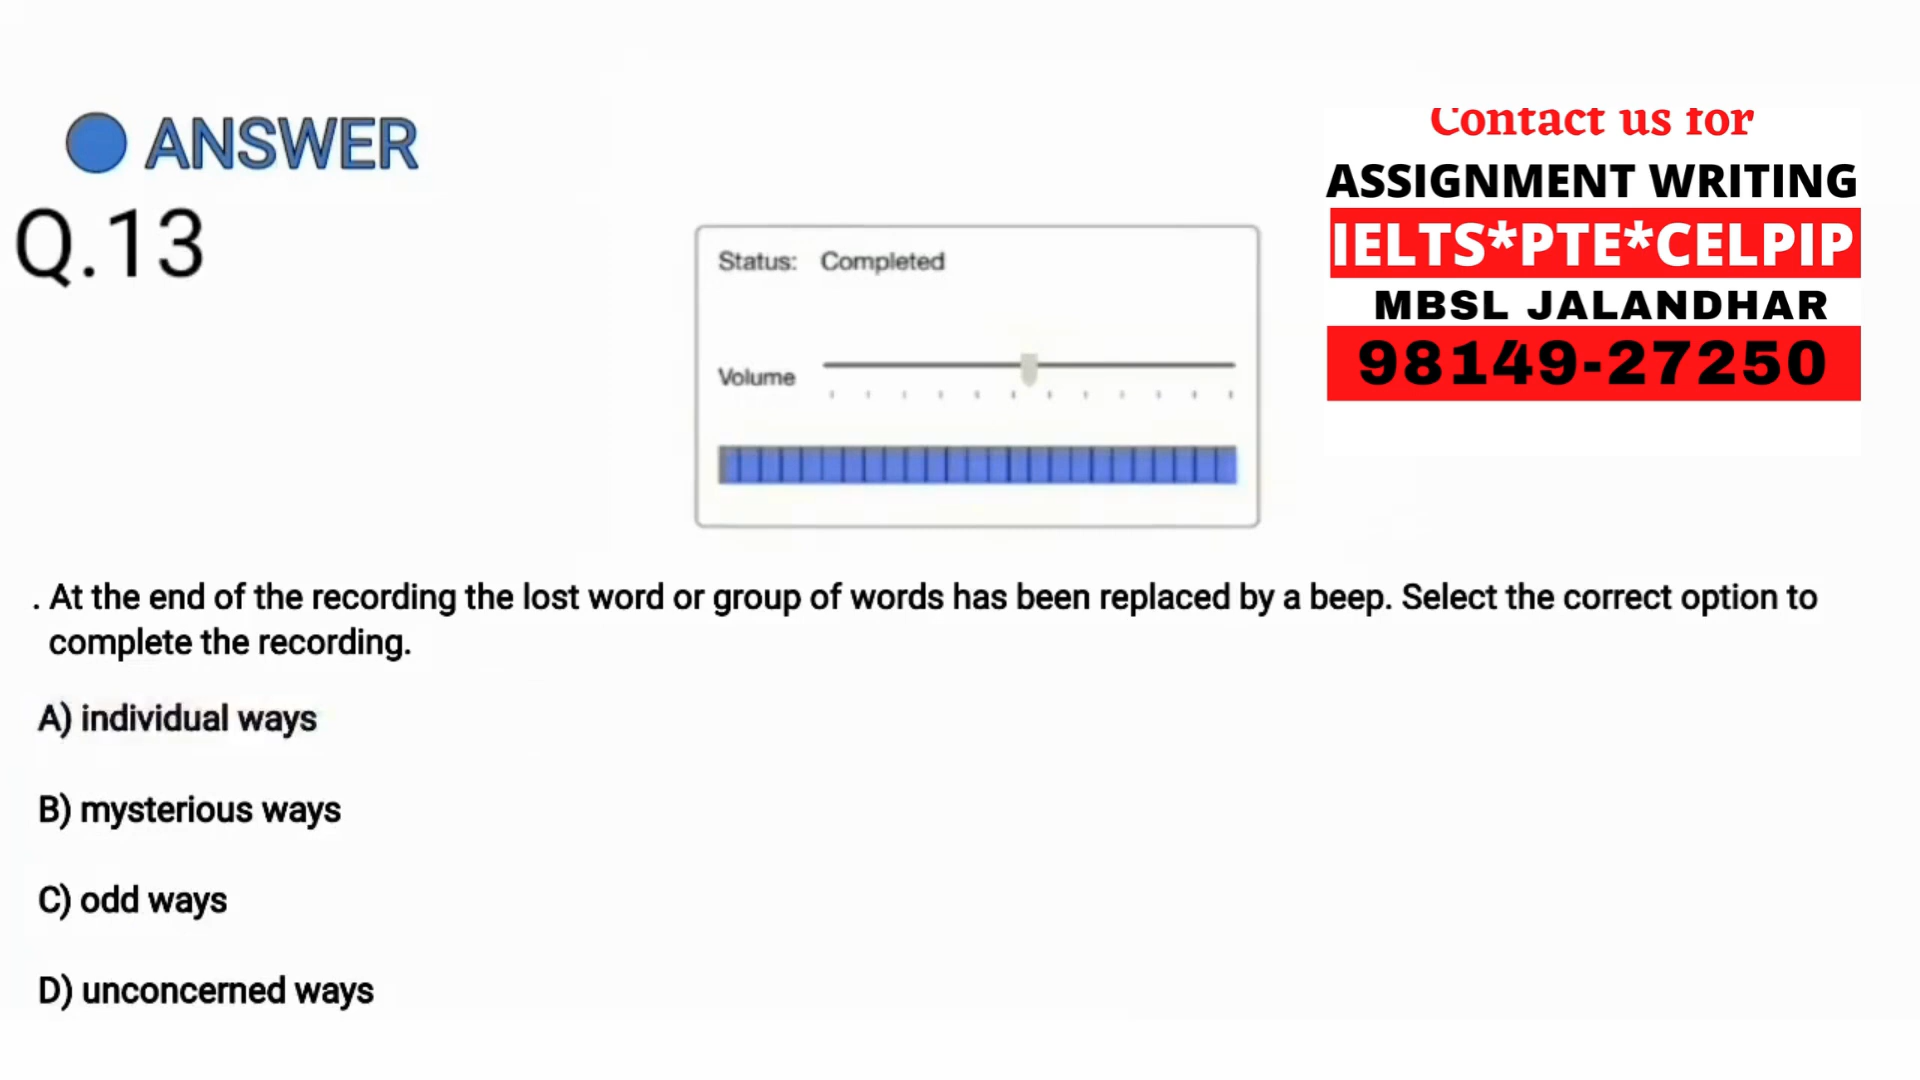 ANSWER
Q.13
Contact us for
ASSIGNMENT WRITING
IELTS*PTE*CELPIP
MBSL JALANDHAR
98149-27250
Status: Completed
Volume
. At the end of the recording the lost word or group of words has been replaced by a beep. Select the correct option to
complete the recording.
A) individual ways
B) mysterious ways
C) odd ways
D) unconcerned ways